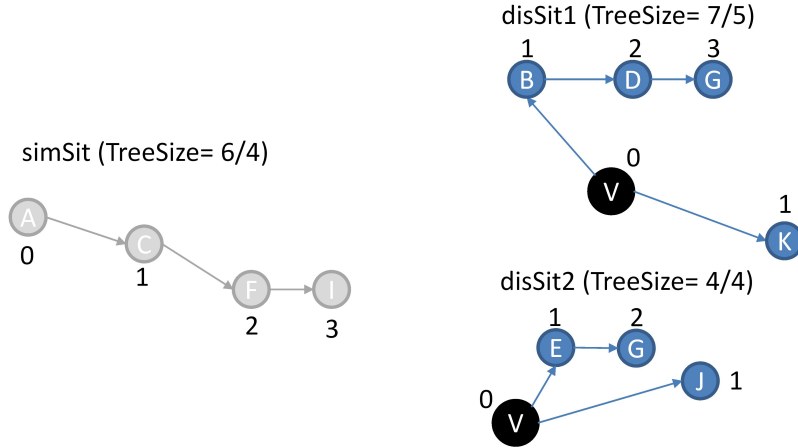 disSit1 (TreeSize= 7/5)
1 2 3
B D G
0
V
1
K
simSit (TreeSize= 6/4)
A
0
C
1
F
2
I
3
disSit2 (TreeSize= 4/4)
1 2
E G
J 1
0
V